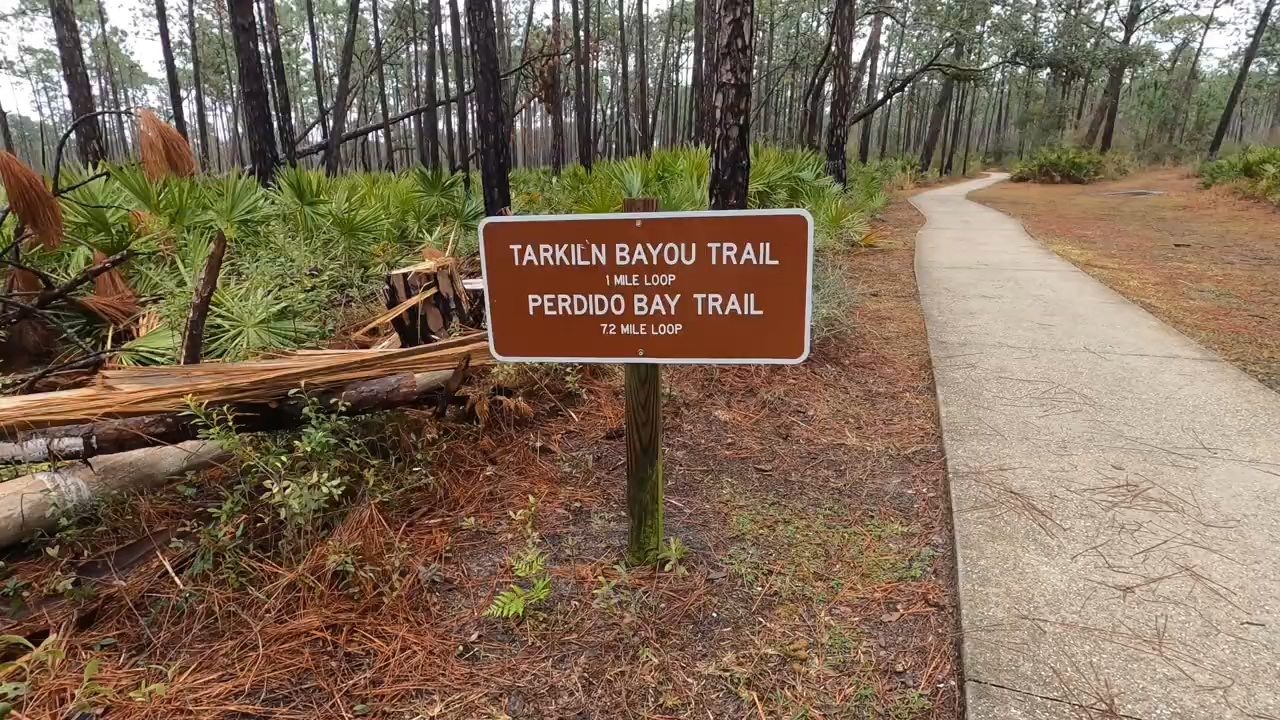 TARKILN BAYOU TRAIL
1 MILE LOOP
PERDIDO BAY TRAIL
7.2 MILE LOOP